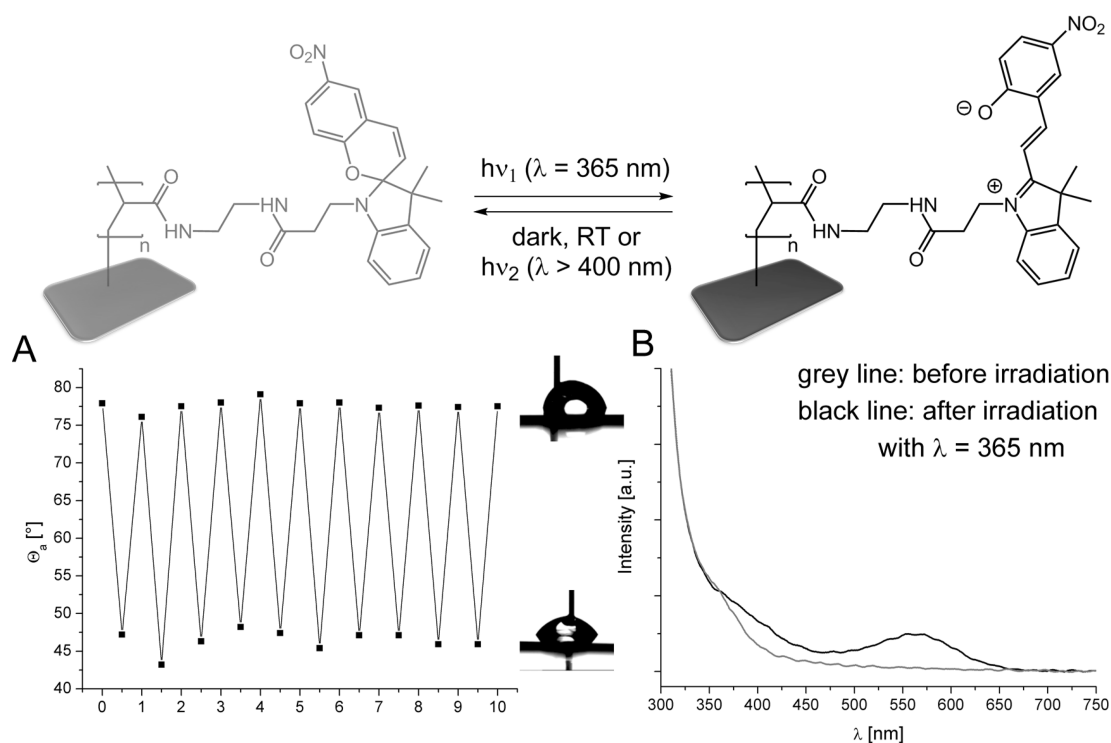 O₂N
O
N
O
HN
HN
O
n
hν₁ (λ = 365 nm)
dark, RT or
hν₂ (λ > 400 nm)
NO₂
⊖
O
⊕
N
O
HN
NH
O
n
A
80
75
70
65
60
55
50
45
40
Θₐ [°]
0 1 2 3 4 5 6 7 8 9 10
B
grey line: before irradiation
black line: after irradiation
with λ = 365 nm
Intensity [a.u.]
300 350 400 450 500 550 600 650 700 750
λ [nm]